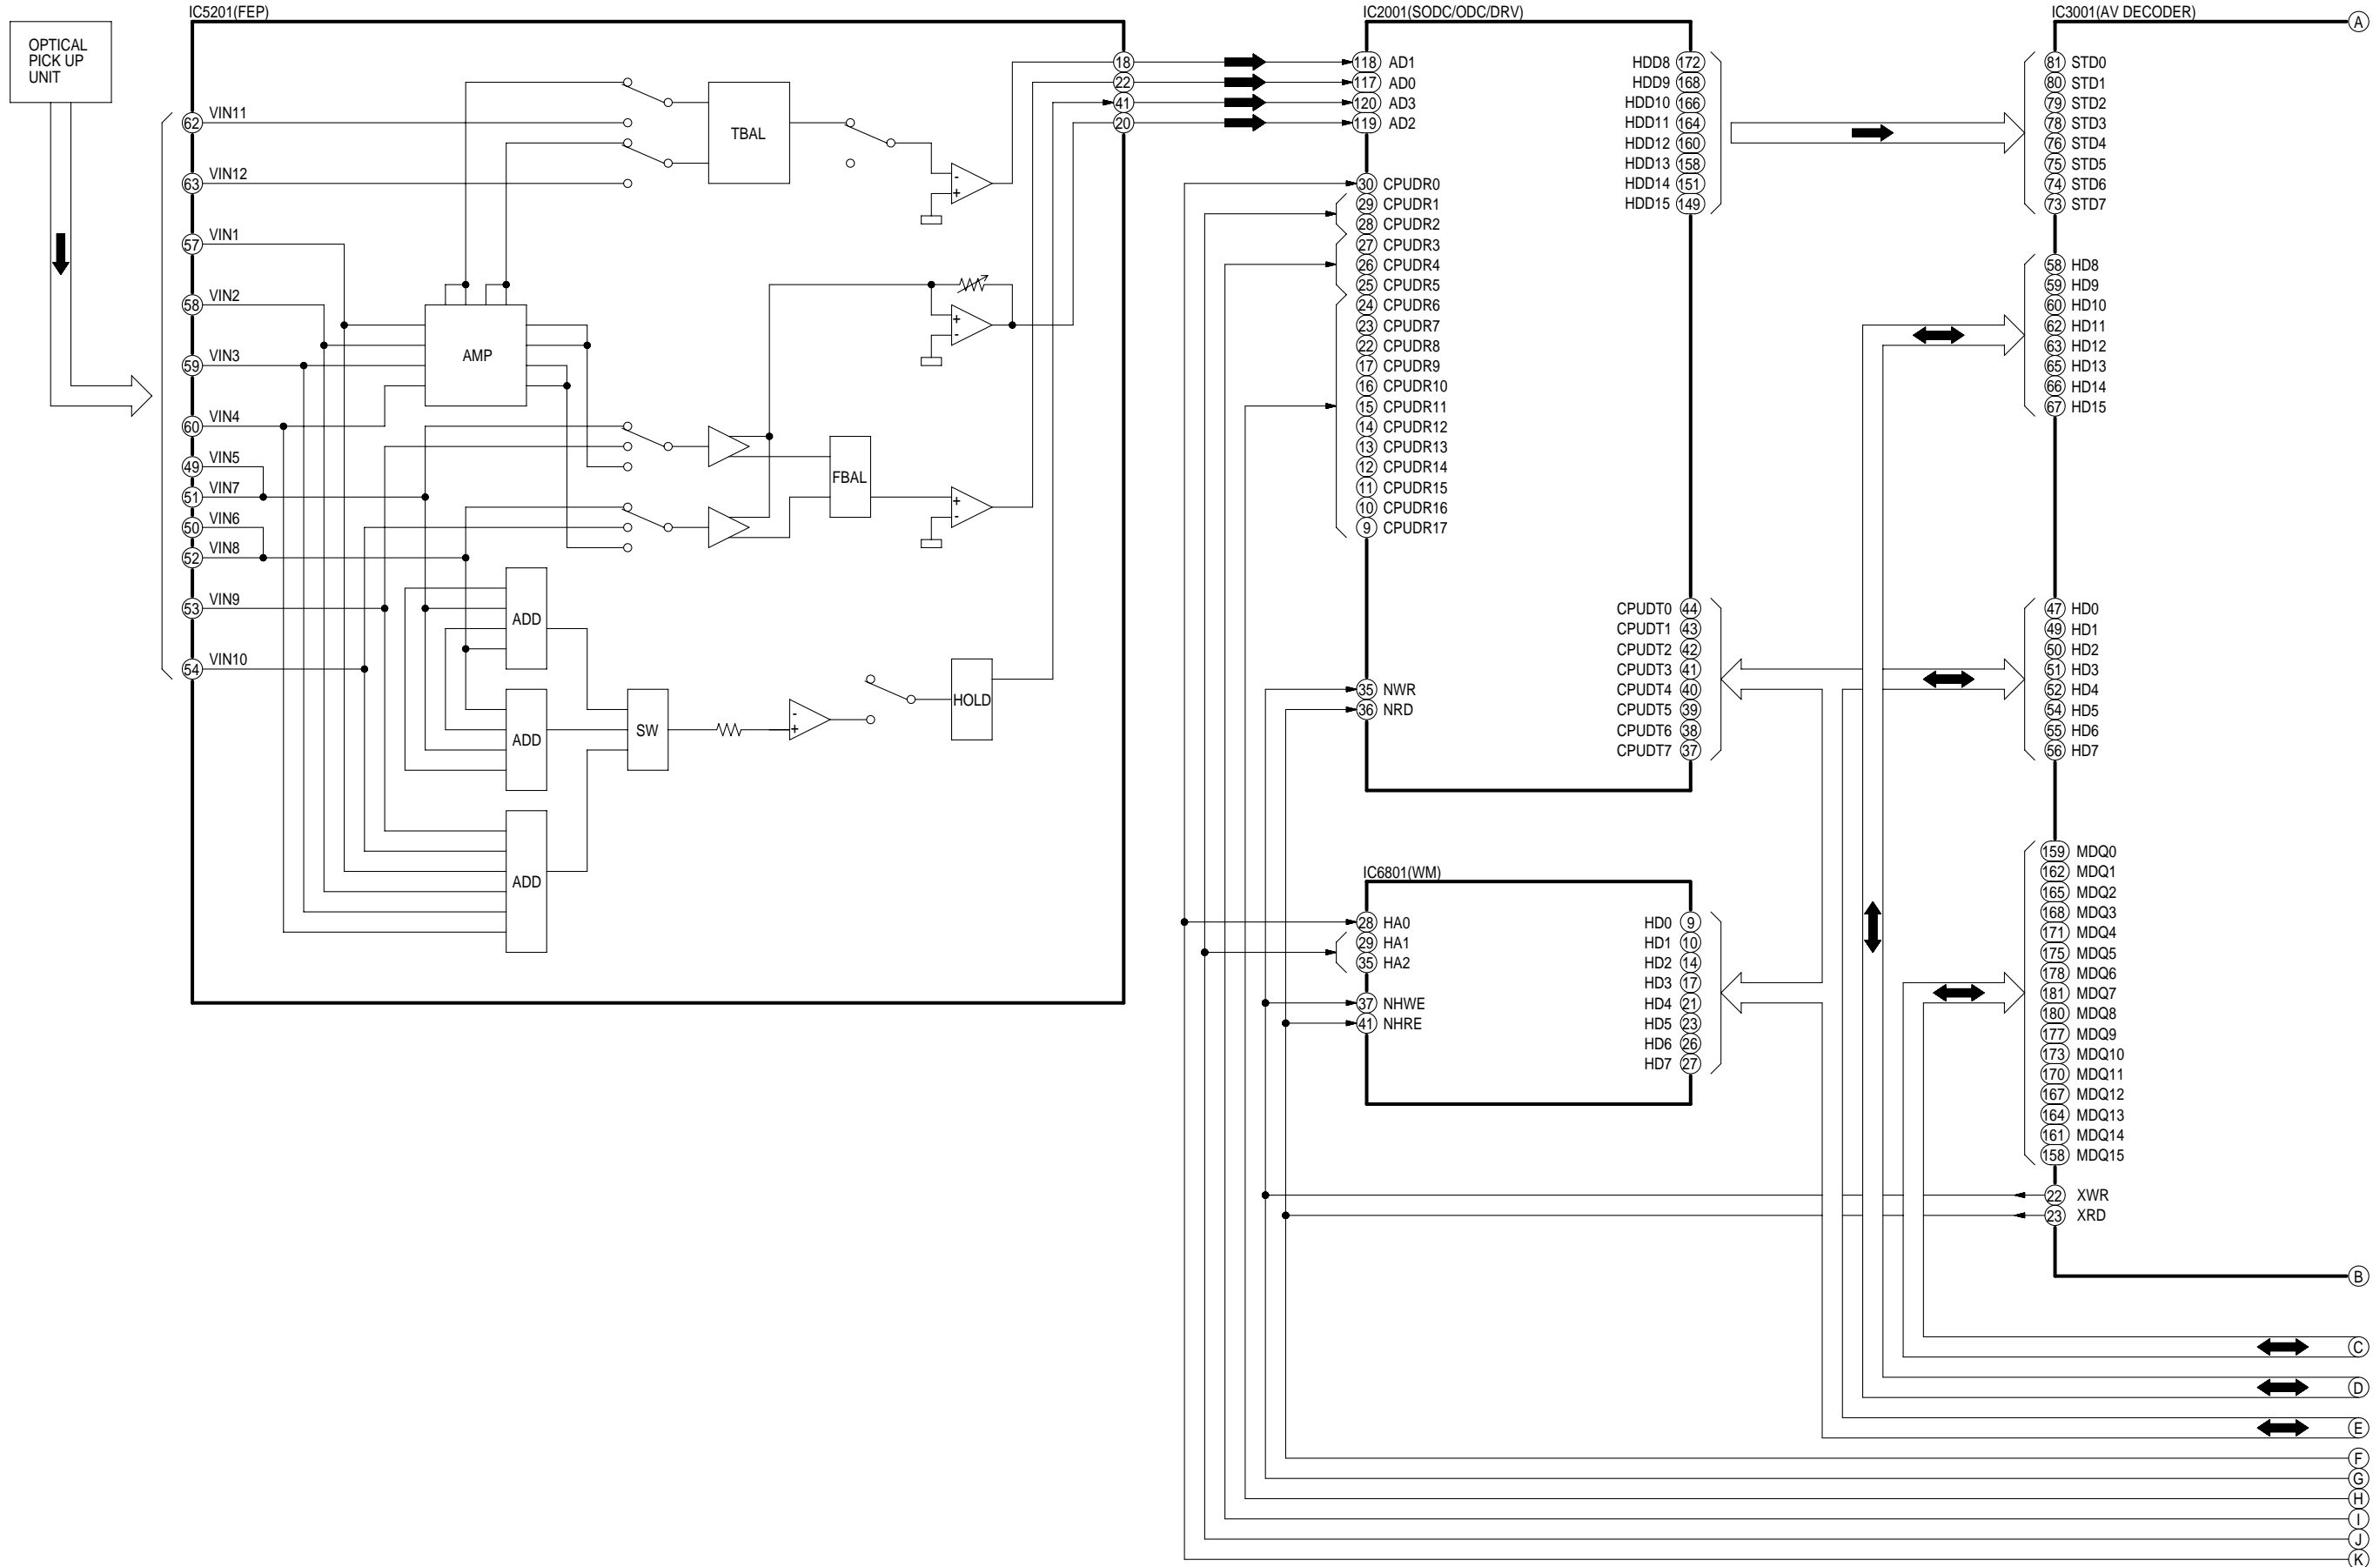 IC5201(FEP)
OPTICAL
PICK UP
UNIT
62 VIN11
63 VIN12
57 VIN1
58 VIN2
59 VIN3
60 VIN4
49 VIN5
51 VIN7
50 VIN6
52 VIN8
53 VIN9
54 VIN10
TBAL
-
+
AMP
+
-
FBAL
+
-
ADD
ADD
ADD
SW
-
+
HOLD
18
22
41
20
IC2001(SODC/ODC/DRV)
118 AD1
117 AD0
120 AD3
119 AD2
30 CPUDR0
29 CPUDR1
28 CPUDR2
27 CPUDR3
26 CPUDR4
25 CPUDR5
24 CPUDR6
23 CPUDR7
22 CPUDR8
17 CPUDR9
16 CPUDR10
15 CPUDR11
14 CPUDR12
13 CPUDR13
12 CPUDR14
11 CPUDR15
10 CPUDR16
9 CPUDR17
35 NWR
36 NRD
HDD8 172
HDD9 168
HDD10 166
HDD11 164
HDD12 160
HDD13 158
HDD14 151
HDD15 149
CPUDT0 44
CPUDT1 43
CPUDT2 42
CPUDT3 41
CPUDT4 40
CPUDT5 39
CPUDT6 38
CPUDT7 37
IC6801(WM)
28 HA0
29 HA1
35 HA2
37 NHWE
41 NHRE
HD0 9
HD1 10
HD2 14
HD3 17
HD4 21
HD5 23
HD6 26
HD7 27
IC3001(AV DECODER)
81 STD0
80 STD1
79 STD2
78 STD3
76 STD4
75 STD5
74 STD6
73 STD7
58 HD8
59 HD9
60 HD10
62 HD11
63 HD12
65 HD13
66 HD14
67 HD15
47 HD0
49 HD1
50 HD2
51 HD3
52 HD4
54 HD5
55 HD6
56 HD7
159 MDQ0
162 MDQ1
165 MDQ2
168 MDQ3
171 MDQ4
175 MDQ5
178 MDQ6
181 MDQ7
180 MDQ8
177 MDQ9
173 MDQ10
170 MDQ11
167 MDQ12
164 MDQ13
161 MDQ14
158 MDQ15
22 XWR
23 XRD
A
B
C
D
E
F
G
H
I
J
K